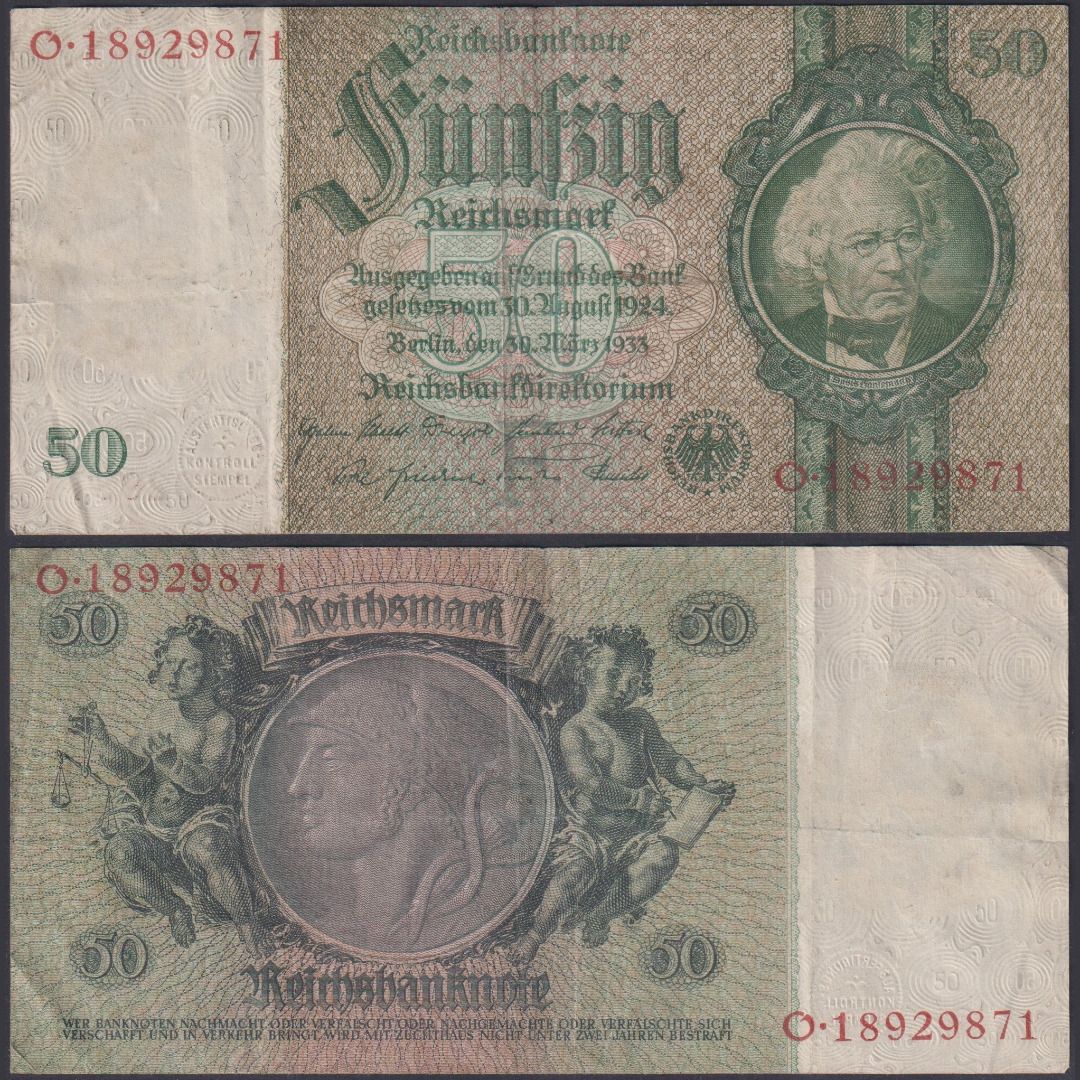 O·18929871
Reichsbanknote
50
Fünfzig
Reichsmark
50
Ausgegeben auf Grund des Bank
gesetzes vom 30. August 1924.
Berlin, den 30. März 1933
Reichsbankdirektorium
50
KONTROLL
STEMPEL
REICHSBANKDIREKTORIUM
O·18929871
O·18929871
Reichsmark
50
50
50
50
Reichsbanknote
WER BANKNOTEN NACHMACHT ODER VERFÄLSCHT ODER NACHGEMACHTE ODER VERFÄLSCHTE SICH
VERSCHAFFT UND IN VERKEHR BRINGT, WIRD MIT ZUCHTHAUS NICHT UNTER ZWEI JAHREN BESTRAFT
O·18929871